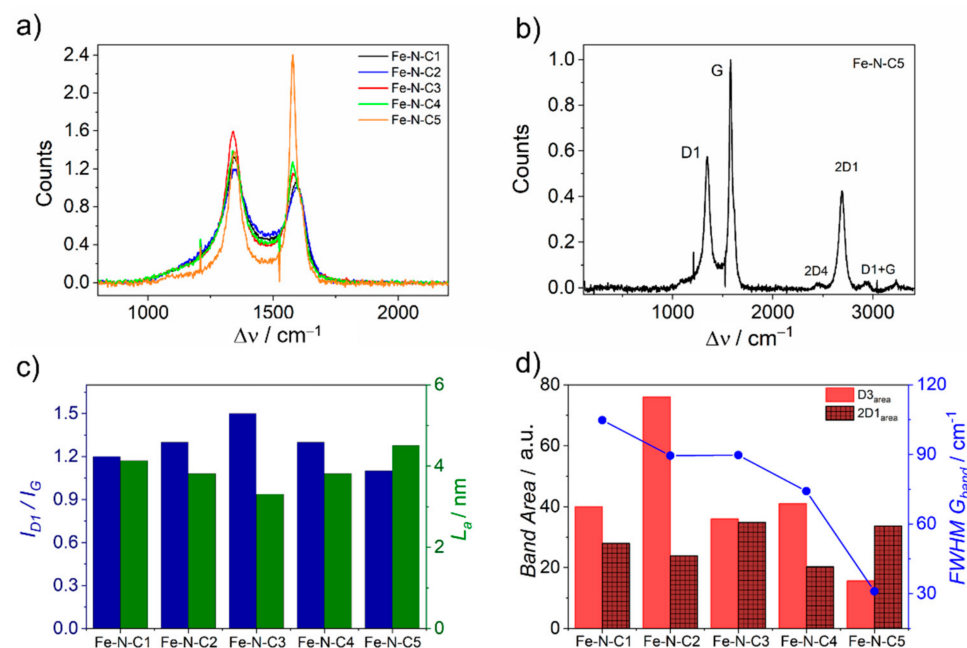 a)
2.4
2.0
1.6
1.2
0.8
0.4
0.0
Counts
1000
1500
2000
Δν / cm⁻¹
Fe-N-C1
Fe-N-C2
Fe-N-C3
Fe-N-C4
Fe-N-C5
b)
Fe-N-C5
1.0
0.8
0.6
0.4
0.2
0.0
Counts
G
D1
2D1
2D4
D1+G
1000
2000
3000
Δν / cm⁻¹
c)
1.5
1.2
0.9
0.6
0.3
0.0
I_D1 / I_G
6
4
2
0
L_a / nm
Fe-N-C1 Fe-N-C2 Fe-N-C3 Fe-N-C4 Fe-N-C5
d)
80
60
40
20
0
Band Area / a.u.
D3_area
2D1_area
120
90
60
30
FWHM G_band / cm⁻¹
Fe-N-C1 Fe-N-C2 Fe-N-C3 Fe-N-C4 Fe-N-C5